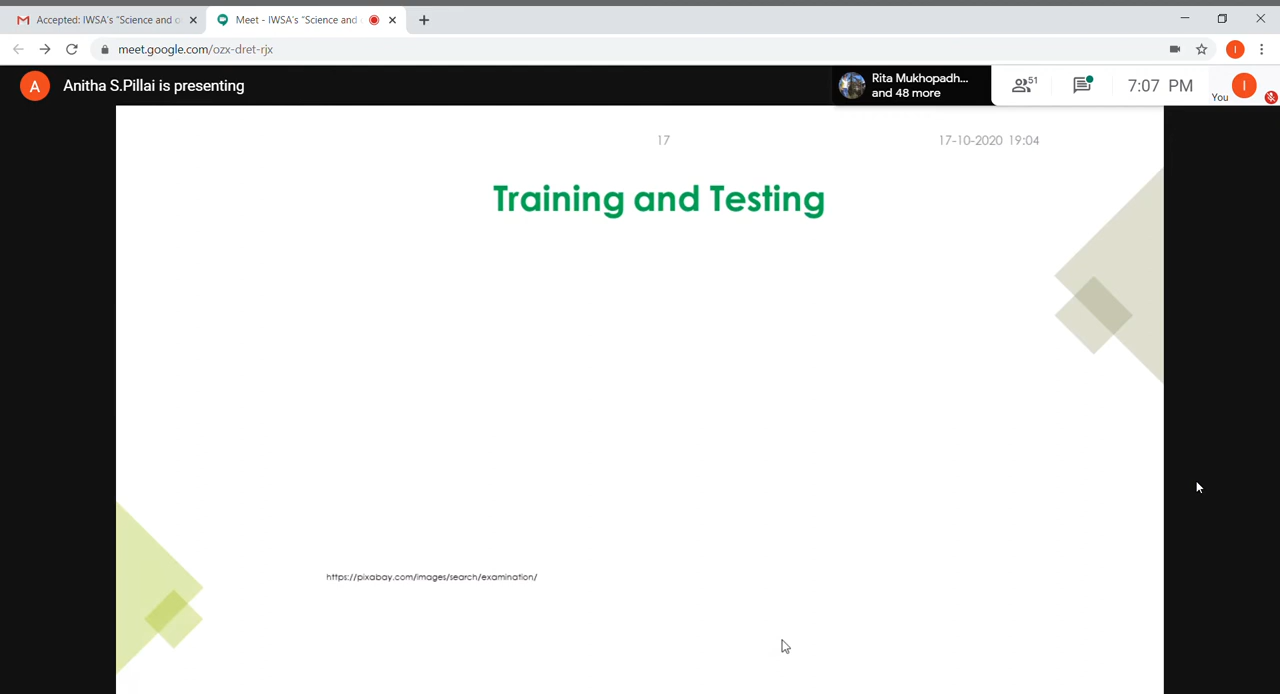 Accepted: IWSA's "Science and o
Meet - IWSA's "Science and
meet.google.com/ozx-dret-rjx
I
A
Anitha S.Pillai is presenting
Rita Mukhopadh...
and 48 more
51
7:07 PM
You
I
17
17-10-2020 19:04
Training and Testing
https://pixabay.com/images/search/examination/